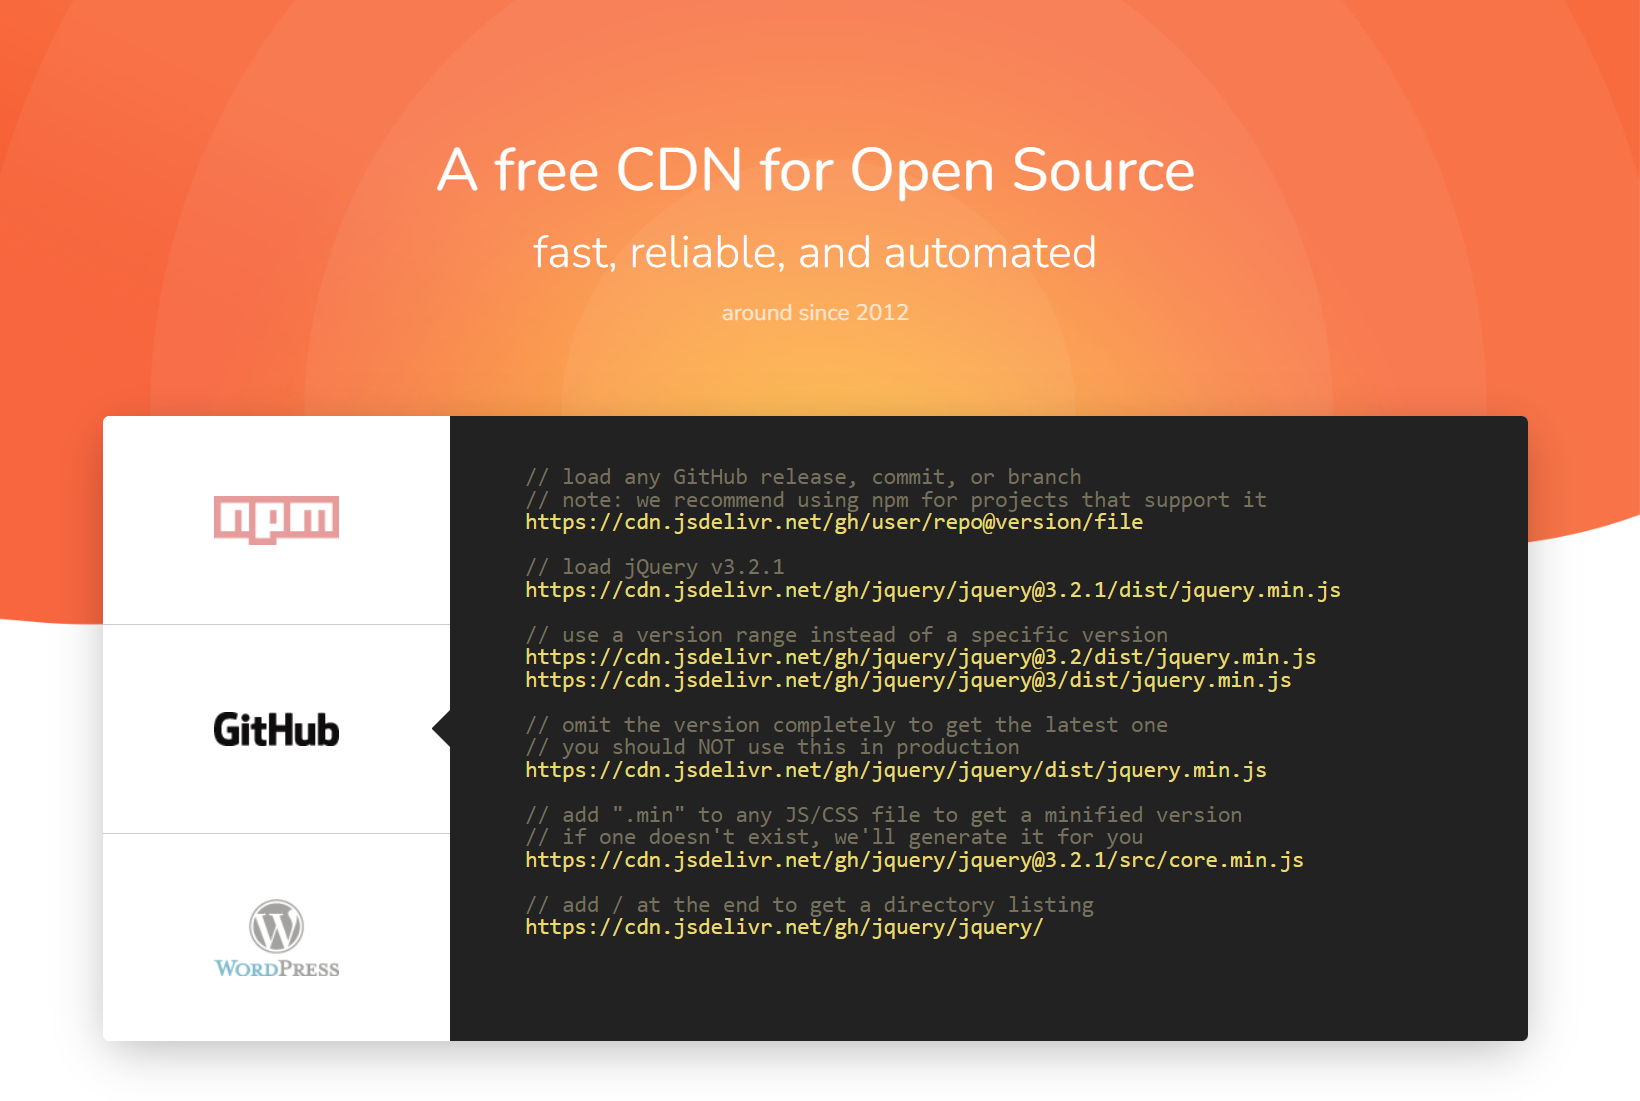 A free CDN for Open Source
fast, reliable, and automated
around since 2012
npm
GitHub
WORDPRESS
// load any GitHub release, commit, or branch
// note: we recommend using npm for projects that support it
https://cdn.jsdelivr.net/gh/user/repo@version/file
// load jQuery v3.2.1
https://cdn.jsdelivr.net/gh/jquery/jquery@3.2.1/dist/jquery.min.js
// use a version range instead of a specific version
https://cdn.jsdelivr.net/gh/jquery/jquery@3.2/dist/jquery.min.js
https://cdn.jsdelivr.net/gh/jquery/jquery@3/dist/jquery.min.js
// omit the version completely to get the latest one
// you should NOT use this in production
https://cdn.jsdelivr.net/gh/jquery/jquery/dist/jquery.min.js
// add ".min" to any JS/CSS file to get a minified version
// if one doesn't exist, we'll generate it for you
https://cdn.jsdelivr.net/gh/jquery/jquery@3.2.1/src/core.min.js
// add / at the end to get a directory listing
https://cdn.jsdelivr.net/gh/jquery/jquery/